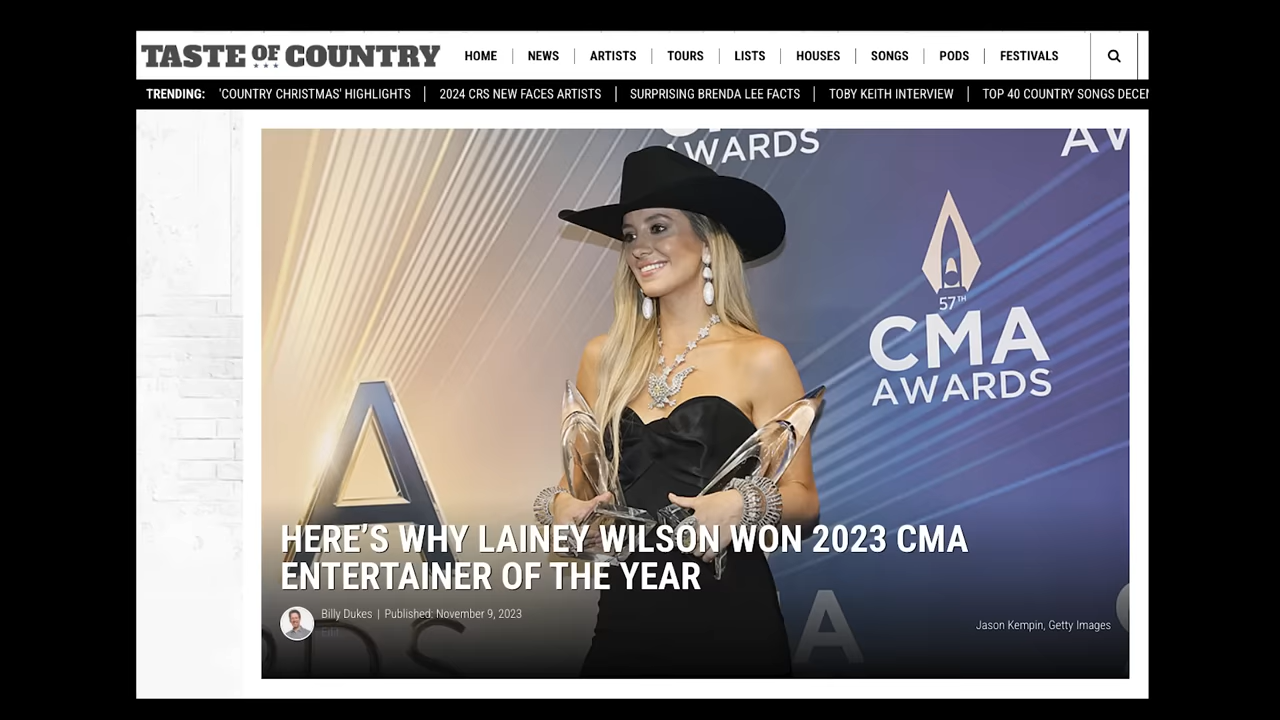 TASTE OF COUNTRY
HOME NEWS ARTISTS TOURS LISTS HOUSES SONGS PODS FESTIVALS
TRENDING: 'COUNTRY CHRISTMAS' HIGHLIGHTS 2024 CRS NEW FACES ARTISTS SURPRISING BRENDA LEE FACTS TOBY KEITH INTERVIEW TOP 40 COUNTRY SONGS DECEM
AWARDS
AW
57TH
CMA
AWARDS
A
HERE'S WHY LAINEY WILSON WON 2023 CMA
ENTERTAINER OF THE YEAR
Billy Dukes | Published: November 9, 2023
Jason Kempin, Getty Images
A
RDS